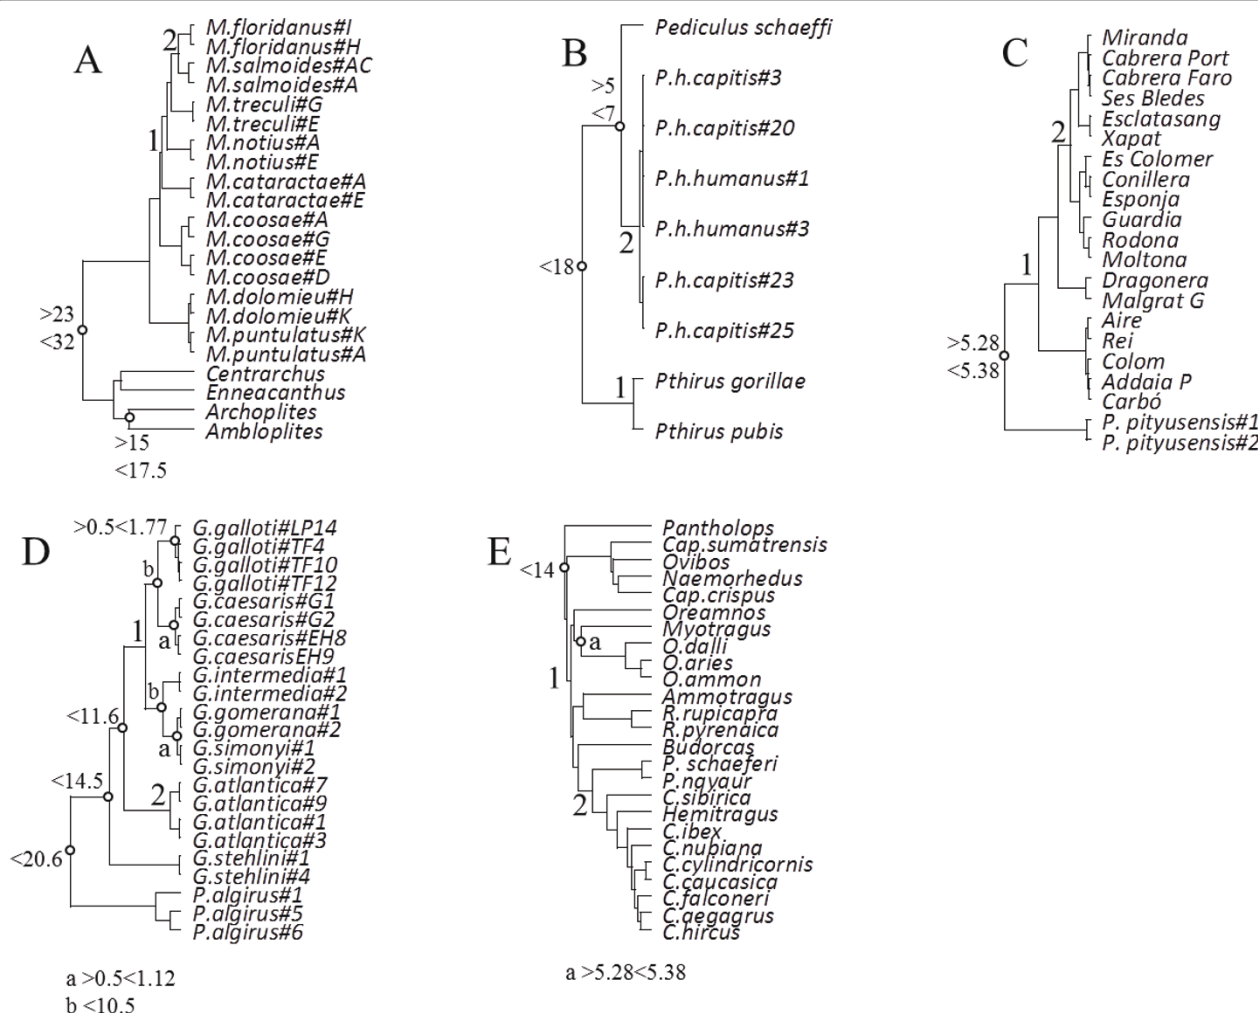 A
M.floridanus#I
M.floridanus#H
M.salmoides#AC
M.salmoides#A
M.treculi#G
M.treculi#E
M.notius#A
M.notius#E
M.cataractae#A
M.cataractae#E
M.coosae#A
M.coosae#G
M.coosae#E
M.coosae#D
M.dolomieu#H
M.dolomieu#K
M.puntulatus#K
M.puntulatus#A
Centrarchus
Enneacanthus
Archoplites
Ambloplites
2
1
>23
<32
>15
<17.5
B
Pediculus schaeffi
P.h.capitis#3
P.h.capitis#20
P.h.humanus#1
P.h.humanus#3
P.h.capitis#23
P.h.capitis#25
Pthirus gorillae
Pthirus pubis
>5
<7
2
<18
1
C
Miranda
Cabrera Port
Cabrera Faro
Ses Bledes
Esclatasang
Xapat
Es Colomer
Conillera
Esponja
Guardia
Rodona
Moltona
Dragonera
Malgrat G
Aire
Rei
Colom
Addaia P
Carbó
P. pityusensis#1
P. pityusensis#2
2
1
>5.28
<5.38
D
G.galloti#LP14
G.galloti#TF4
G.galloti#TF10
G.galloti#TF12
G.caesaris#G1
G.caesaris#G2
G.caesaris#EH8
G.caesarisEH9
G.intermedia#1
G.intermedia#2
G.gomerana#1
G.gomerana#2
G.simonyi#1
G.simonyi#2
G.atlantica#7
G.atlantica#9
G.atlantica#1
G.atlantica#3
G.stehlini#1
G.stehlini#4
P.algirus#1
P.algirus#5
P.algirus#6
>0.5<1.77
b
a
1
b
a
<11.6
<14.5
2
<20.6
a >0.5<1.12
b <10.5
E
Pantholops
Cap.sumatrensis
Ovibos
Naemorhedus
Cap.crispus
Oreamnos
Myotragus
O.dalli
O.aries
O.ammon
Ammotragus
R.rupicapra
R.pyrenaica
Budorcas
P. schaeferi
P.nayaur
C.sibirica
Hemitragus
C.ibex
C.nubiana
C.cylindricornis
C.caucasica
C.falconeri
C.aegagrus
C.hircus
<14
a
1
2
a >5.28<5.38